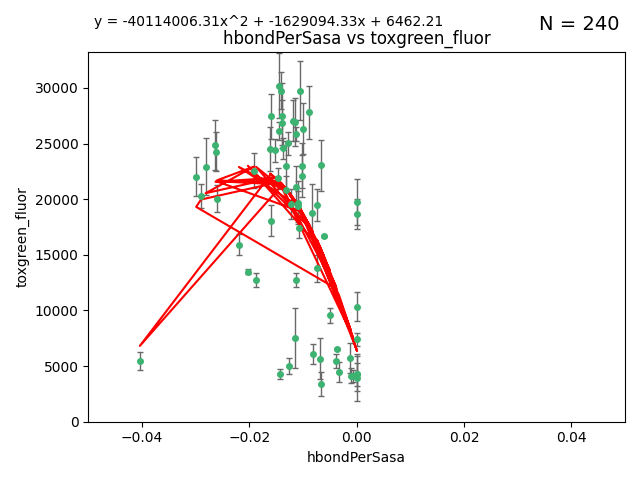 y = -40114006.31x^2 + -1629094.33x + 6462.21
N = 240
hbondPerSasa vs toxgreen_fluor
30000
25000
20000
15000
10000
5000
0
toxgreen_fluor
−0.04
−0.02
0.00
0.02
0.04
hbondPerSasa